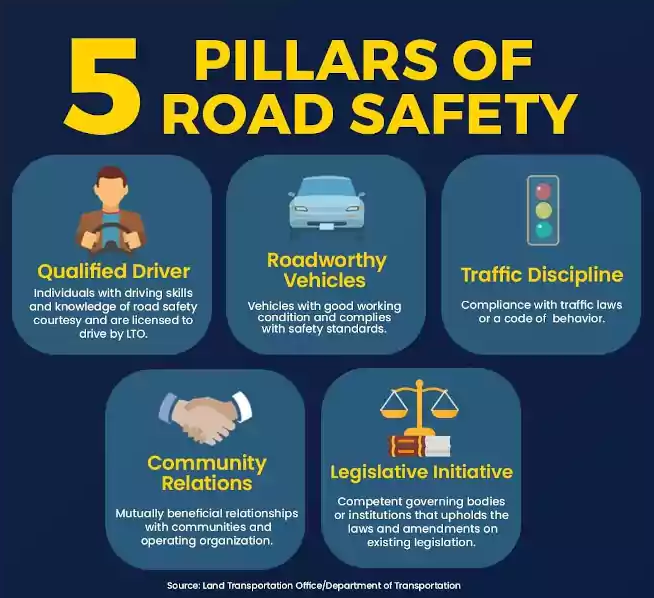 5 PILLARS OF
ROAD SAFETY
Qualified Driver
Individuals with driving skills
and knowledge of road safety
courtesy and are licensed to
drive by LTO.
Roadworthy
Vehicles
Vehicles with good working
condition and complies
with safety standards.
Traffic Discipline
Compliance with traffic laws
or a code of behavior.
Community
Relations
Mutually beneficial relationships
with communities and
operating organization.
Legislative Initiative
Competent governing bodies
or institutions that upholds the
laws and amendments on
existing legislation.
Source: Land Transportation Office/Department of Transportation